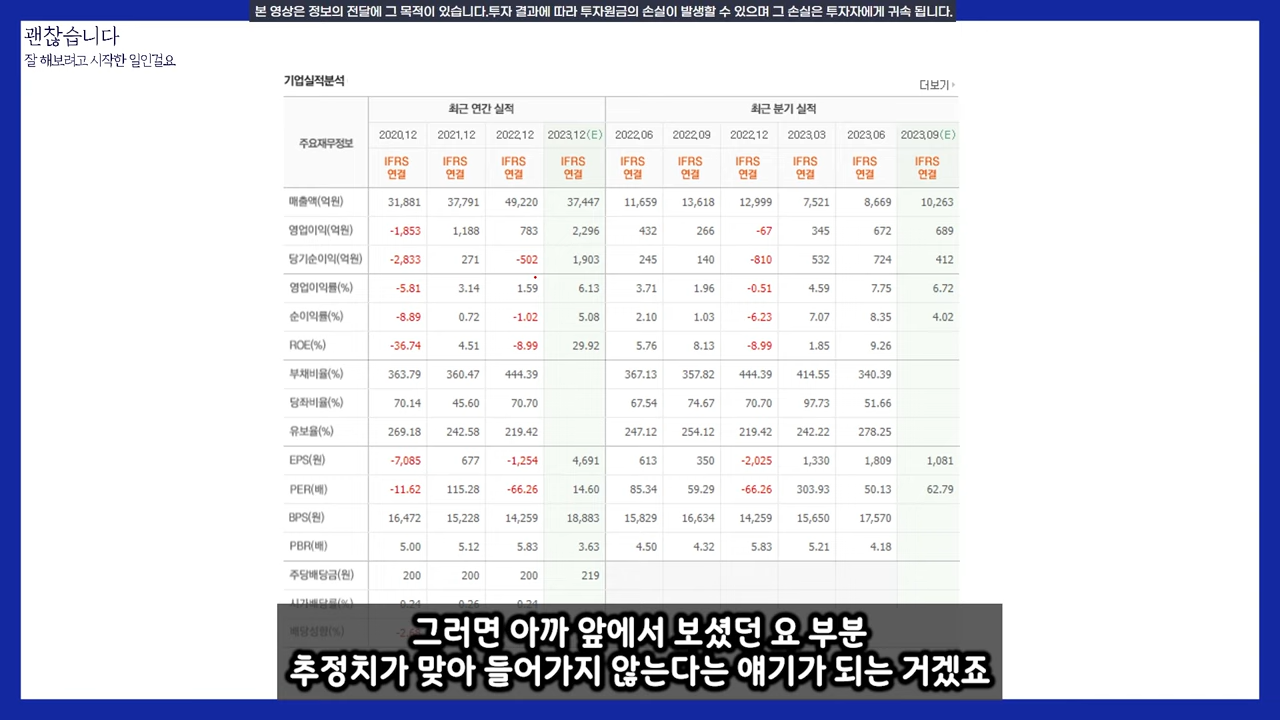 본 영상은 정보의 전달에 그 목적이 있습니다.투자 결과에 따라 투자원금의 손실이 발생할 수 있으며 그 손실은 투자자에게 귀속 됩니다.
괜찮습니다
잘 해보려고 시작한 일인걸요
기업실적분석
더보기
주요재무정보 최근 연간 실적 최근 분기 실적
2020.12 2021.12 2022.12 2023.12(E) 2022.06 2022.09 2022.12 2023.03 2023.06 2023.09(E)
IFRS IFRS IFRS IFRS IFRS IFRS IFRS IFRS IFRS IFRS
연결 연결 연결 연결 연결 연결 연결 연결 연결 연결
매출액(억원) 31,881 37,791 49,220 37,447 11,659 13,618 12,999 7,521 8,669 10,263
영업이익(억원) -1,853 1,188 783 2,296 432 266 -67 345 672 689
당기순이익(억원) -2,833 271 -502 1,903 245 140 -810 532 724 412
영업이익률(%) -5.81 3.14 1.59 6.13 3.71 1.96 -0.51 4.59 7.75 6.72
순이익률(%) -8.89 0.72 -1.02 5.08 2.10 1.03 -6.23 7.07 8.35 4.02
ROE(%) -36.74 4.51 -8.99 29.92 5.76 8.13 -8.99 1.85 9.26
부채비율(%) 363.79 360.47 444.39 367.13 357.82 444.39 414.55 340.39
당좌비율(%) 70.14 45.60 70.70 67.54 74.67 70.70 97.73 51.66
유보율(%) 269.18 242.58 219.42 247.12 254.12 219.42 242.22 278.25
EPS(원) -7,085 677 -1,254 4,691 613 350 -2,025 1,330 1,809 1,081
PER(배) -11.62 115.28 -66.26 14.60 85.34 59.29 -66.26 303.93 50.13 62.79
BPS(원) 16,472 15,228 14,259 18,883 15,829 16,634 14,259 15,650 17,570
PBR(배) 5.00 5.12 5.83 3.63 4.50 4.32 5.83 5.21 4.18
주당배당금(원) 200 200 200 219
시가배당률(%) 0.24 0.26 0.24
배당성향(%)
그러면 아까 앞에서 보셨던 요 부분
추정치가 맞아 들어가지 않는다는 얘기가 되는 거겠죠